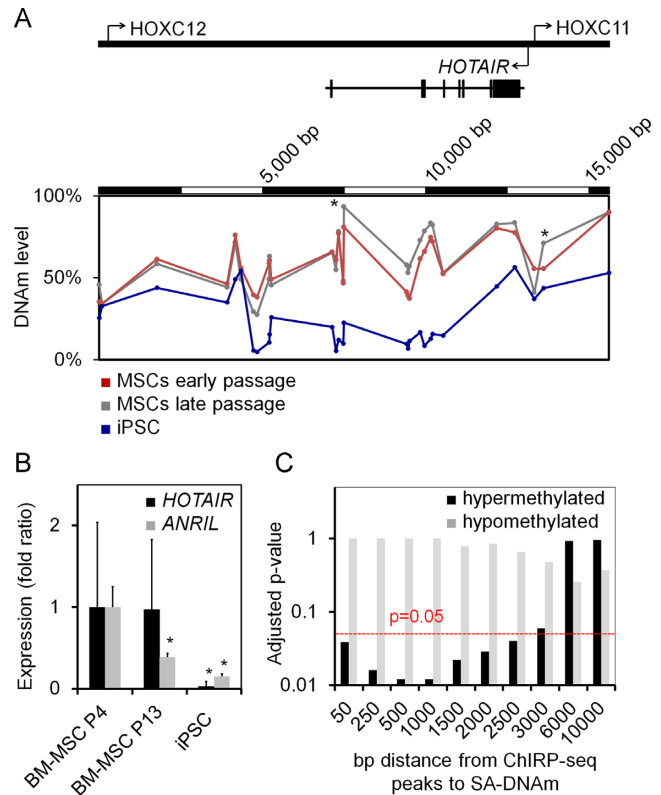 A
HOXC12
HOXC11
HOTAIR
5,000 bp
10,000 bp
15,000 bp
100%
50%
0%
DNAm level
*
*
MSCs early passage
MSCs late passage
iPSC
B
HOTAIR
ANRIL
Expression (fold ratio)
2
1
0
*
*
*
BM-MSC P4
BM-MSC P13
iPSC
C
hypermethylated
hypomethylated
Adjusted p-value
1
0.1
0.01
p=0.05
50
250
500
1000
1500
2000
2500
3000
6000
10000
bp distance from ChIRP-seq
peaks to SA-DNAm